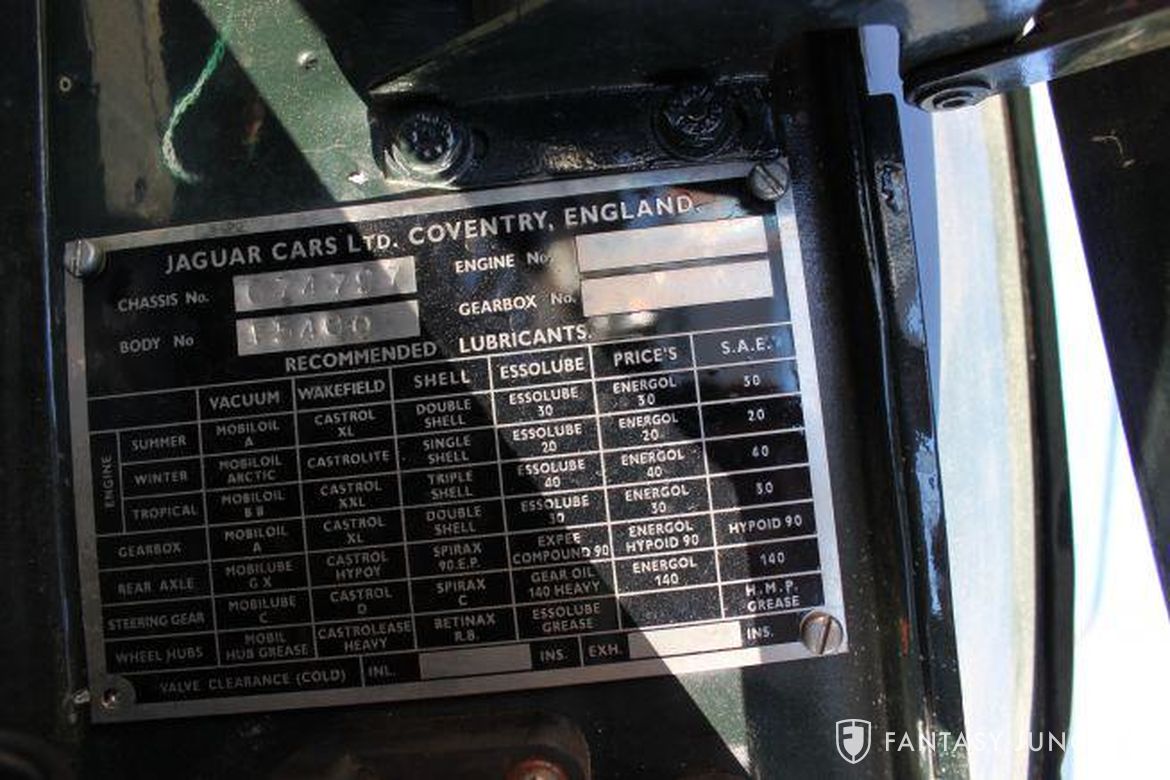 JAGUAR CARS LTD. COVENTRY, ENGLAND.
CHASSIS No. 674797 ENGINE No.
BODY No GEARBOX No.
RECOMMENDED LUBRICANTS.
VACUUM WAKEFIELD SHELL ESSOLUBE PRICE'S S.A.E.
ENGINE
SUMMER MOBILOIL A CASTROL XL DOUBLE SHELL ESSOLUBE 30 ENERGOL 30 30
WINTER MOBILOIL ARCTIC CASTROLITE SINGLE SHELL ESSOLUBE 20 ENERGOL 20 20
TROPICAL MOBILOIL BB CASTROL XXL TRIPLE SHELL ESSOLUBE 40 ENERGOL 40 40
GEARBOX MOBILOIL A CASTROL XL DOUBLE SHELL ESSOLUBE 30 ENERGOL 30 30
REAR AXLE MOBILUBE GX CASTROL HYPOY SPIRAX 90.E.P. EXPEE COMPOUND 90 ENERGOL HYPOID 90 HYPOID 90
STEERING GEAR MOBILUBE C CASTROL D SPIRAX C GEAR OIL 140 HEAVY ENERGOL 140 140
WHEEL HUBS MOBIL HUB GREASE CASTROLEASE HEAVY RETINAX R.B. ESSOLUBE GREASE H.M.P. GREASE
VALVE CLEARANCE (COLD) INL. INS. EXH. INS.
FANTASY JUN